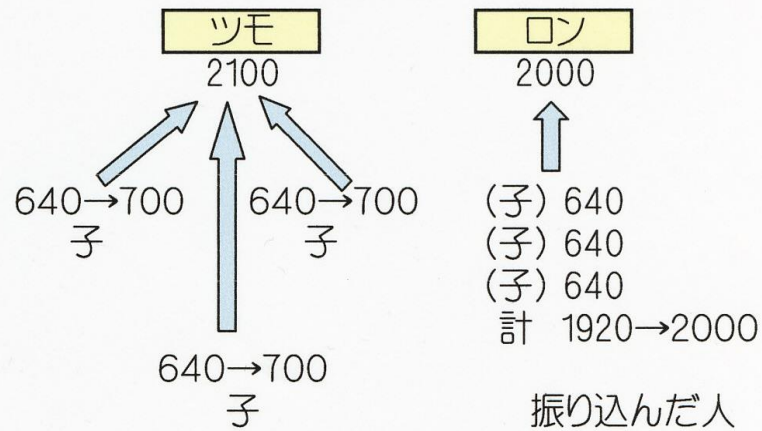 ツモ
2100
640→700
子
640→700
子
640→700
子
ロン
2000
(子) 640
(子) 640
(子) 640
計 1920→2000
振り込んだ人